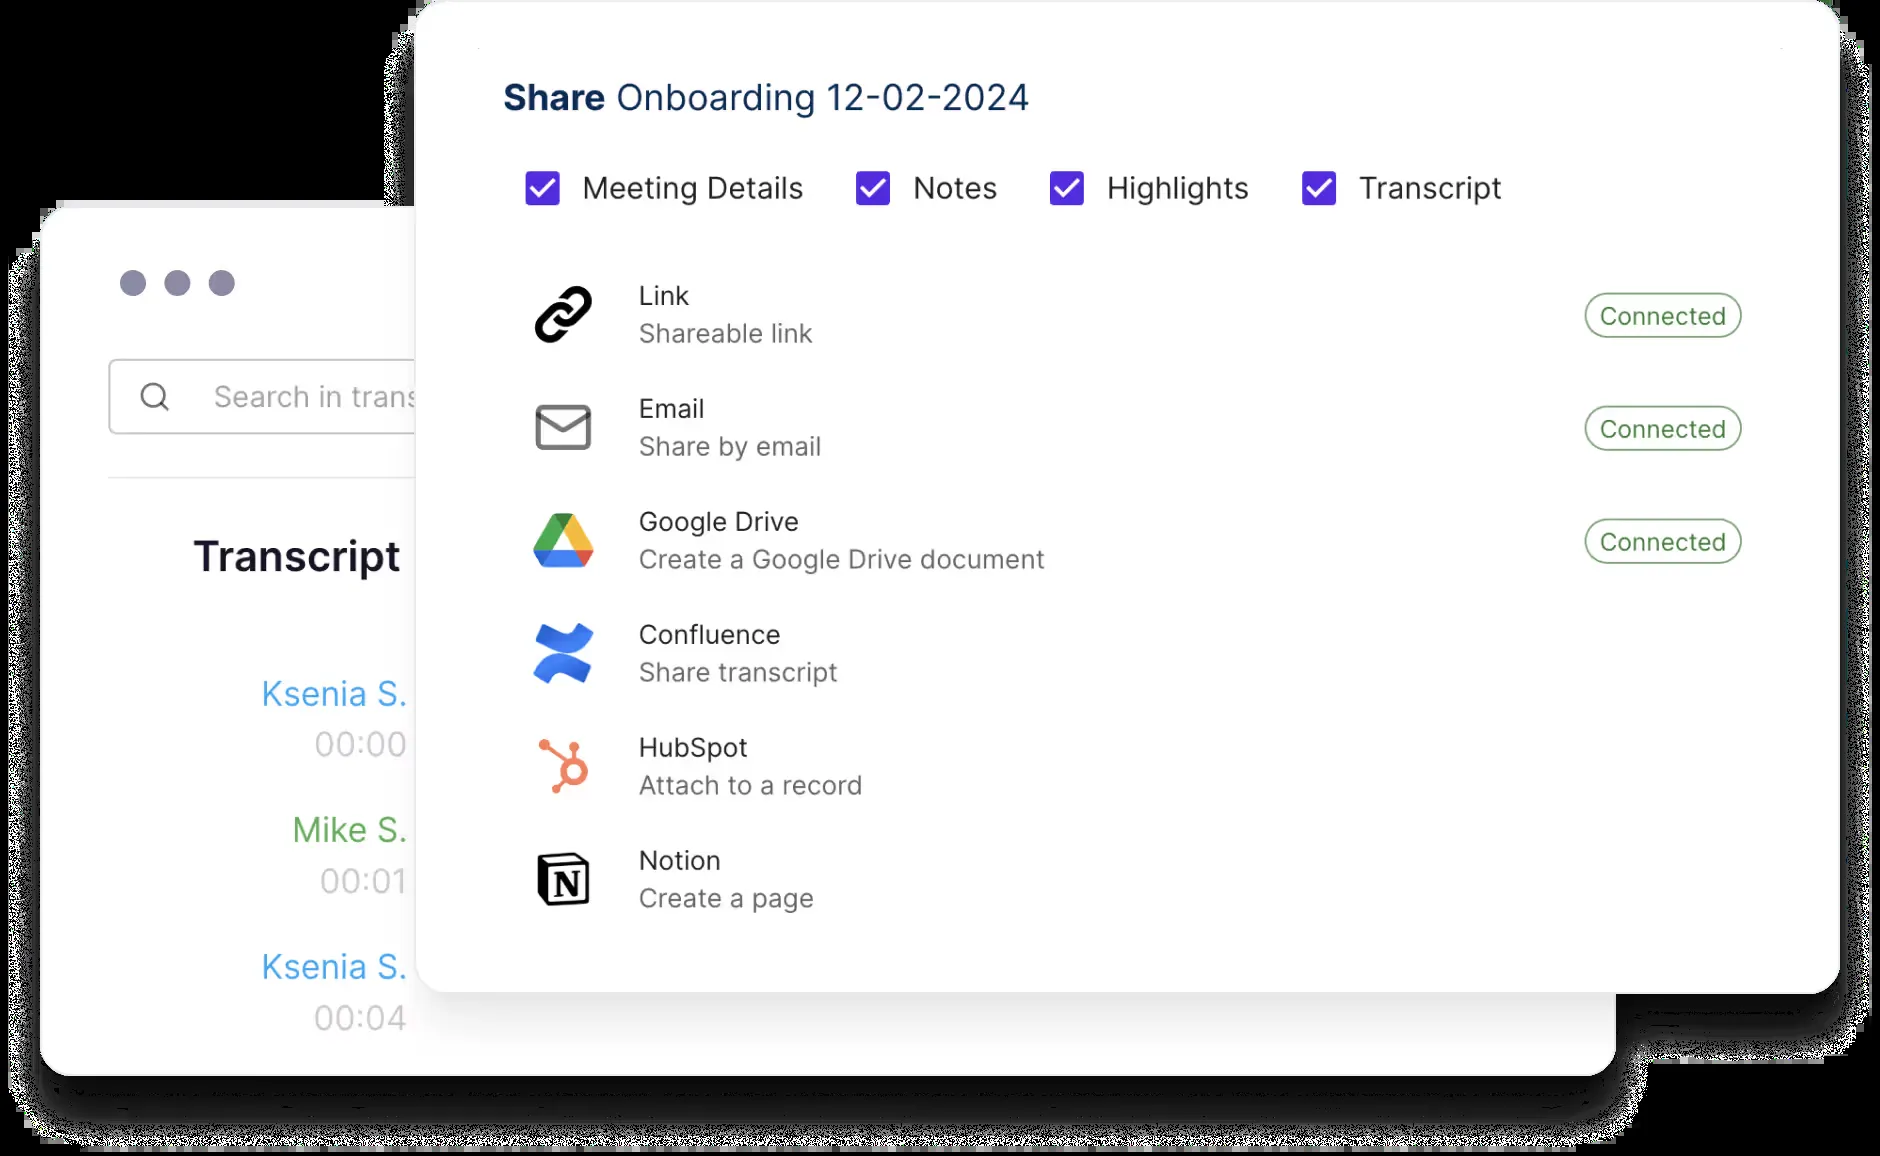 Share Onboarding 12-02-2024
Meeting Details Notes Highlights Transcript
Link
Shareable link
Connected
Email
Share by email
Connected
Google Drive
Create a Google Drive document
Connected
Confluence
Share transcript
HubSpot
Attach to a record
Notion
Create a page
Search in trans
Transcript
Ksenia S.
00:00
Mike S.
00:01
Ksenia S.
00:04